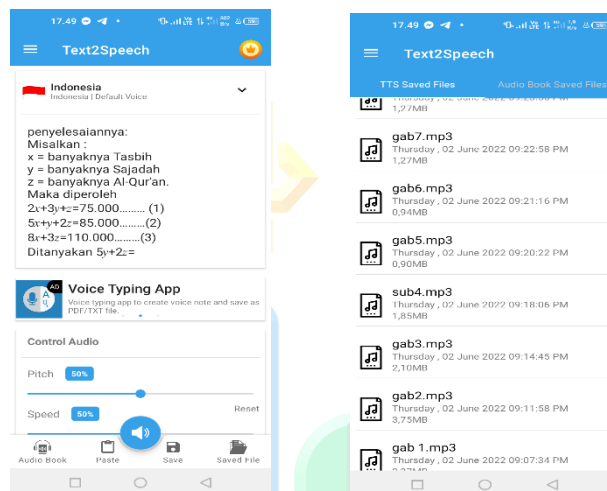 17.49
Text2Speech
Indonesia
Indonesia | Default Voice
penyelesaiannya:
Misalkan :
x = banyaknya Tasbih
y = banyaknya Sajadah
z = banyaknya Al-Qur'an.
Maka diperoleh
2x+3y+z=75.000......... (1)
5x+y+2z=85.000.........(2)
8x+3z=110.000.........(3)
Ditanyakan 5y+2z=
AD
Voice Typing App
Voice typing app to create voice note and save as
PDF/TXT file.
Control Audio
Pitch 50%
Speed 50% Reset
Audio Book Paste Save Saved File
17.49
Text2Speech
TTS Saved Files Audio Book Saved Files
1,27MB
gab7.mp3
Thursday , 02 June 2022 09:22:58 PM
1,27MB
gab6.mp3
Thursday , 02 June 2022 09:21:16 PM
0,94MB
gab5.mp3
Thursday , 02 June 2022 09:20:22 PM
0,90MB
sub4.mp3
Thursday , 02 June 2022 09:18:06 PM
1,85MB
gab3.mp3
Thursday , 02 June 2022 09:14:45 PM
2,10MB
gab2.mp3
Thursday , 02 June 2022 09:11:58 PM
3,75MB
gab 1.mp3
Thursday , 02 June 2022 09:07:34 PM